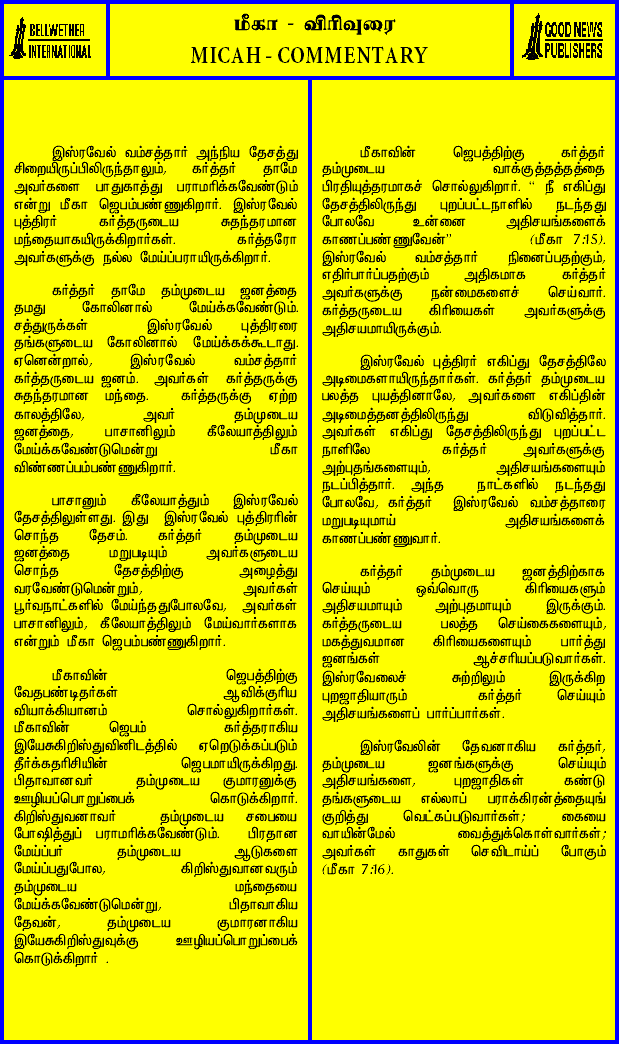 BELLWETHER
INTERNATIONAL
மீகா - விரிவுரை
MICAH - COMMENTARY
GOOD NEWS
PUBLISHERS
இஸ்ரவேல் வம்சத்தார் அந்நிய தேசத்து
சிறையிருப்பிலிருந்தாலும், கர்த்தர் தாமே
அவர்களை பாதுகாத்து பராமரிக்கவேண்டும்
என்று மீகா ஜெபம்பண்ணுகிறார். இஸ்ரவேல்
புத்திரர் கர்த்தருடைய சுதந்தரமான
மந்தையாகயிருக்கிறார்கள். கர்த்தரோ
அவர்களுக்கு நல்ல மேய்ப்பராயிருக்கிறார்.
கர்த்தர் தாமே தம்முடைய ஜனத்தை
தமது கோலினால் மேய்க்கவேண்டும்.
சத்துருக்கள் இஸ்ரவேல் புத்திரரை
தங்களுடைய கோலினால் மேய்க்கக்கூடாது.
ஏனென்றால், இஸ்ரவேல் வம்சத்தார்
கர்த்தருடைய ஜனம். அவர்கள் கர்த்தருக்கு
சுதந்தரமான மந்தை. கர்த்தருக்கு ஏற்ற
காலத்திலே, அவர் தம்முடைய
ஜனத்தை, பாசானிலும் கீலேயாத்திலும்
மேய்க்கவேண்டுமென்று மீகா
விண்ணப்பம்பண்ணுகிறார்.
பாசானும் கீலேயாத்தும் இஸ்ரவேல்
தேசத்திலுள்ளது. இது இஸ்ரவேல் புத்திரரின்
சொந்த தேசம். கர்த்தர் தம்முடைய
ஜனத்தை மறுபடியும் அவர்களுடைய
சொந்த தேசத்திற்கு அழைத்து
வரவேண்டுமென்றும், அவர்கள்
பூர்வநாட்களில் மேய்ந்ததுபோலவே, அவர்கள்
பாசானிலும், கீலேயாத்திலும் மேய்வார்களாக
என்றும் மீகா ஜெபம்பண்ணுகிறார்.
மீகாவின் ஜெபத்திற்கு
வேதபண்டிதர்கள் ஆவிக்குரிய
வியாக்கியானம் சொல்லுகிறார்கள்.
மீகாவின் ஜெபம் கர்த்தராகிய
இயேசுகிறிஸ்துவினிடத்தில் ஏறெடுக்கப்படும்
தீர்க்கதரிசியின் ஜெபமாயிருக்கிறது.
பிதாவானவர் தம்முடைய குமாரனுக்கு
ஊழியப்பொறுப்பைக் கொடுக்கிறார்.
கிறிஸ்துவனாவர் தம்முடைய சபையை
போஷித்துப் பராமரிக்கவேண்டும். பிரதான
மேய்ப்பர் தம்முடைய ஆடுகளை
மேய்ப்பதுபோல, கிறிஸ்துவானவரும்
தம்முடைய மந்தையை
மேய்க்கவேண்டுமென்று, பிதாவாகிய
தேவன், தம்முடைய குமாரனாகிய
இயேசுகிறிஸ்துவுக்கு ஊழியப்பொறுப்பைக்
கொடுக்கிறார் .
மீகாவின் ஜெபத்திற்கு கர்த்தர்
தம்முடைய வாக்குத்தத்தத்தை
பிரதியுத்தரமாகச் சொல்லுகிறார். " நீ எகிப்து
தேசத்திலிருந்து புறப்பட்டநாளில் நடந்தது
போலவே உன்னை அதிசயங்களைக்
காணப்பண்ணுவேன்" (மீகா 7:15).
இஸ்ரவேல் வம்சத்தார் நினைப்பதற்கும்,
எதிர்பார்ப்பதற்கும் அதிகமாக கர்த்தர்
அவர்களுக்கு நன்மைகளைச் செய்வார்.
கர்த்தருடைய கிரியைகள் அவர்களுக்கு
அதிசயமாயிருக்கும்.
இஸ்ரவேல் புத்திரர் எகிப்து தேசத்திலே
அடிமைகளாயிருந்தார்கள். கர்த்தர் தம்முடைய
பலத்த புயத்தினாலே, அவர்களை எகிப்தின்
அடிமைத்தனத்திலிருந்து விடுவித்தார்.
அவர்கள் எகிப்து தேசத்திலிருந்து புறப்பட்ட
நாளிலே கர்த்தர் அவர்களுக்கு
அற்புதங்களையும், அதிசயங்களையும்
நடப்பித்தார். அந்த நாட்களில் நடந்தது
போலவே, கர்த்தர் இஸ்ரவேல் வம்சத்தாரை
மறுபடியுமாய் அதிசயங்களைக்
காணப்பண்ணுவார்.
கர்த்தர் தம்முடைய ஜனத்திற்காக
செய்யும் ஒவ்வொரு கிரியைகளும்
அதிசயமாயும் அற்புதமாயும் இருக்கும்.
கர்த்தருடைய பலத்த செய்கைகளையும்,
மகத்துவமான கிரியைகளையும் பார்த்து
ஜனங்கள் ஆச்சரியப்படுவார்கள்.
இஸ்ரவேலைச் சுற்றிலும் இருக்கிற
புறஜாதியாரும் கர்த்தர் செய்யும்
அதிசயங்களைப் பார்ப்பார்கள்.
இஸ்ரவேலின் தேவனாகிய கர்த்தர்,
தம்முடைய ஜனங்களுக்கு செய்யும்
அதிசயங்களை, புறஜாதிகள் கண்டு
தங்களுடைய எல்லாப் பராக்கிரன்த்தையுங்
குறித்து வெட்கப்படுவார்கள்; கையை
வாயின்மேல் வைத்துக்கொள்வார்கள்;
அவர்கள் காதுகள் செவிடாய்ப் போகும்
(மீகா 7:16).